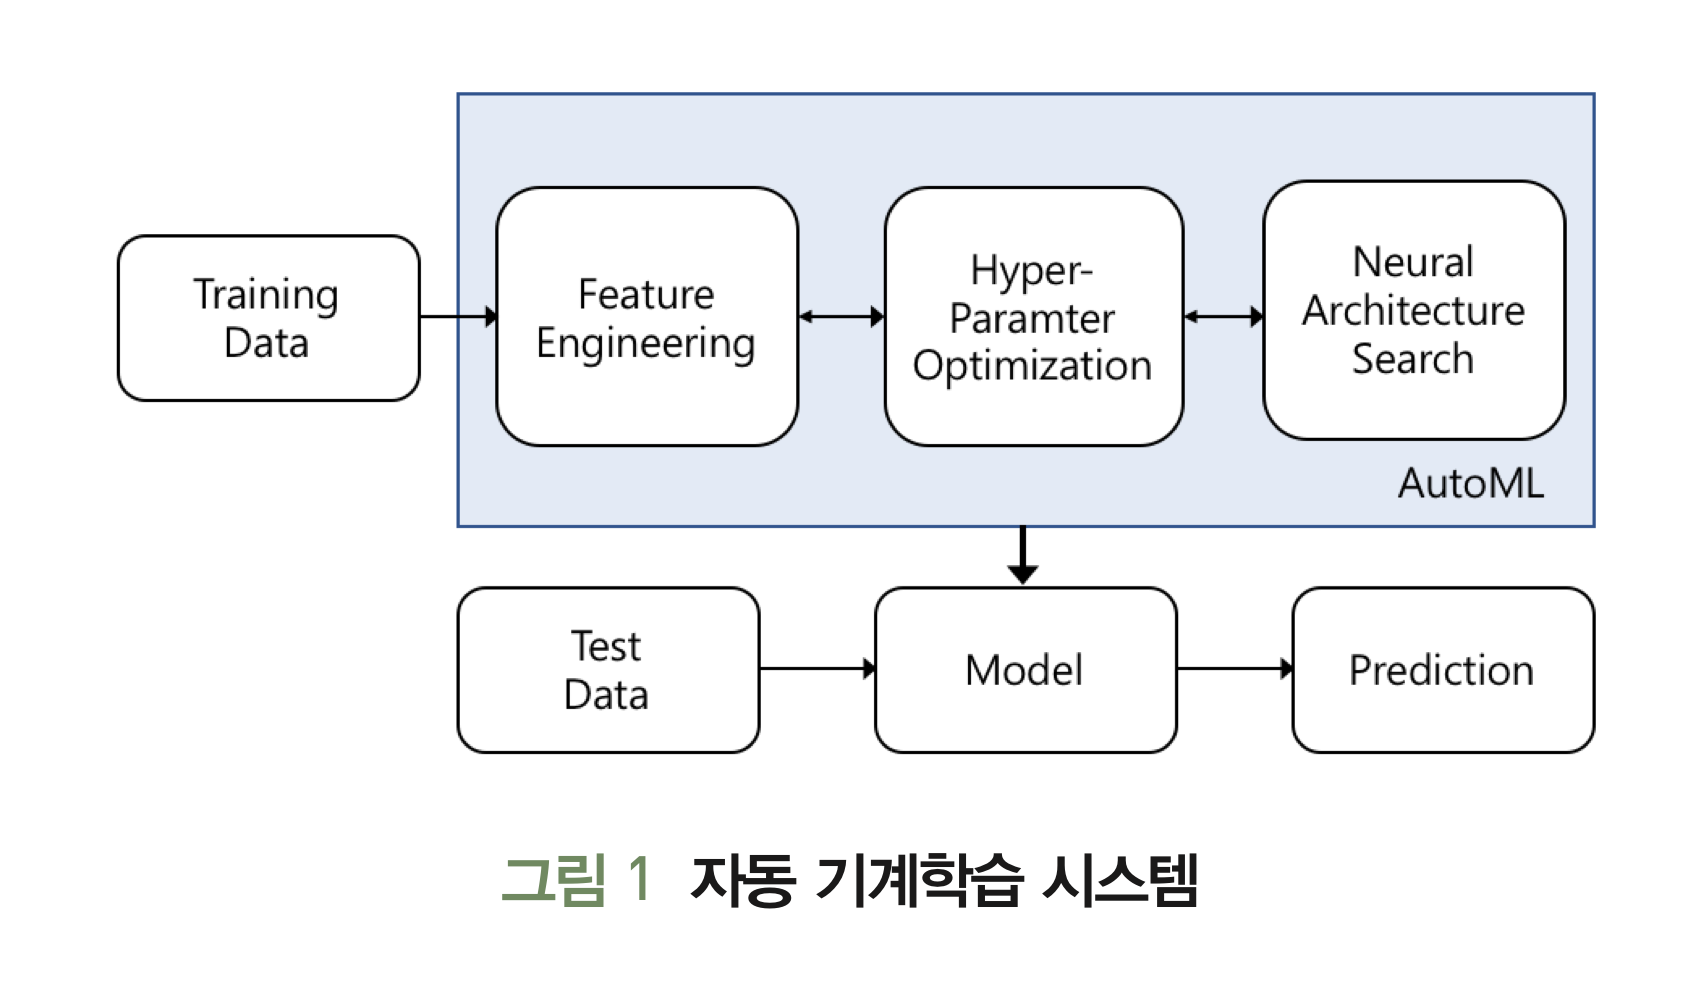 Training
Data
Feature
Engineering
Hyper-
Paramter
Optimization
Neural
Architecture
Search
AutoML
Test
Data
Model
Prediction
그림 1 자동 기계학습 시스템